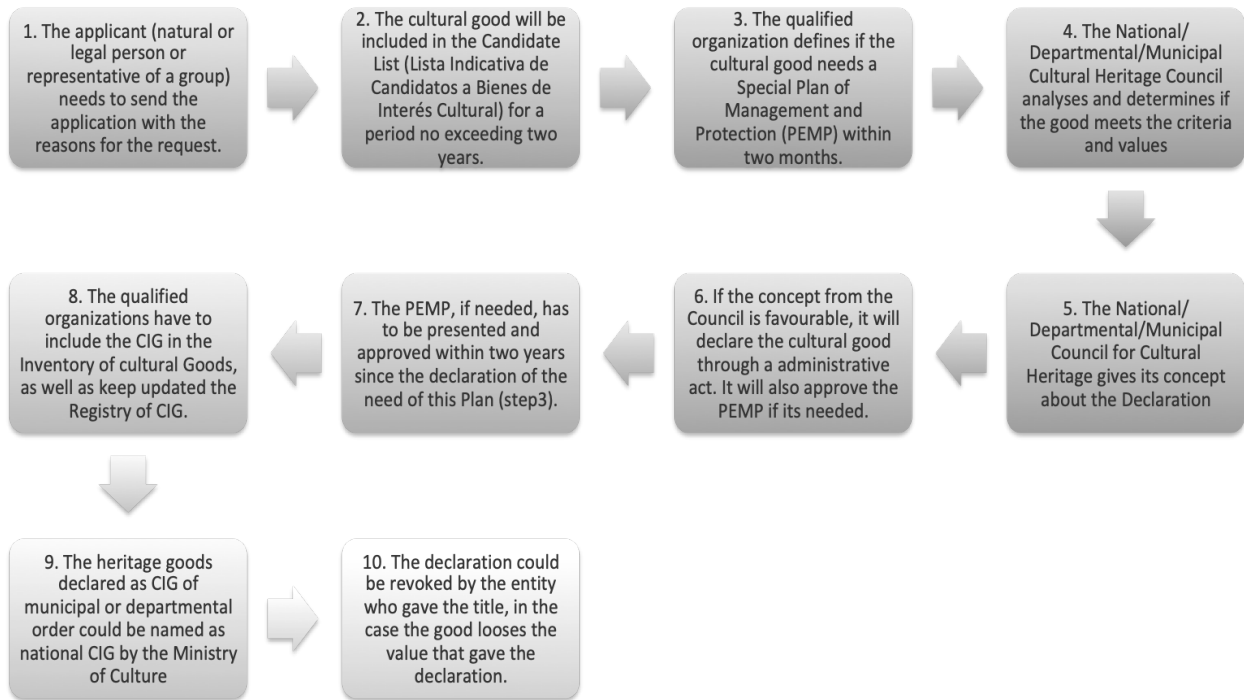 1. The applicant (natural or
legal person or
representative of a group)
needs to send the
application with the
reasons for the request.
2. The cultural good will be
included in the Candidate
List (Lista Indicativa de
Candidatos a Bienes de
Interés Cultural) for a
period no exceeding two
years.
3. The qualified
organization defines if the
cultural good needs a
Special Plan of
Management and
Protection (PEMP) within
two months.
4. The National/
Departmental/Municipal
Cultural Heritage Council
analyses and determines if
the good meets the criteria
and values
5. The National/
Departmental/Municipal
Council for Cultural
Heritage gives its concept
about the Declaration
6. If the concept from the
Council is favourable, it will
declare the cultural good
through a administrative
act. It will also approve the
PEMP if its needed.
7. The PEMP, if needed, has
to be presented and
approved within two years
since the declaration of the
need of this Plan (step3).
8. The qualified
organizations have to
include the CIG in the
Inventory of cultural Goods,
as well as keep updated the
Registry of CIG.
9. The heritage goods
declared as CIG of
municipal or departmental
order could be named as
national CIG by the Ministry
of Culture
10. The declaration could
be revoked by the entity
who gave the title, in the
case the good looses the
value that gave the
declaration.